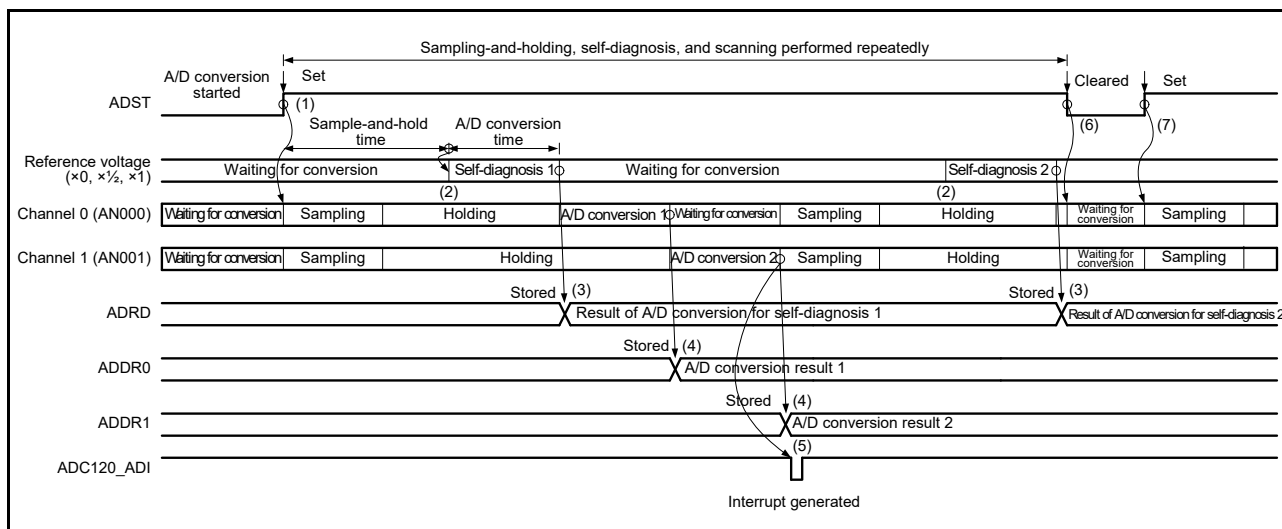 Sampling-and-holding, self-diagnosis, and scanning performed repeatedly
A/D conversion
started
Set
Cleared
Set
ADST
(1)
(6)
(7)
Sample-and-hold
time
A/D conversion
time
Reference voltage
(×0, ×½, ×1)
Waiting for conversion
Self-diagnosis 1
Waiting for conversion
Self-diagnosis 2
(2)
(2)
Channel 0 (AN000)
Waiting for conversion
Sampling
Holding
A/D conversion 1
Waiting for conversion
Sampling
Holding
Waiting for
conversion
Sampling
Channel 1 (AN001)
Waiting for conversion
Sampling
Holding
A/D conversion 2
Sampling
Holding
Waiting for
conversion
Sampling
Stored
(3)
Stored
(3)
ADRD
Result of A/D conversion for self-diagnosis 1
Result of A/D conversion for self-diagnosis 2
Stored
(4)
ADDR0
A/D conversion result 1
Stored
(4)
ADDR1
A/D conversion result 2
(5)
ADC120_ADI
Interrupt generated